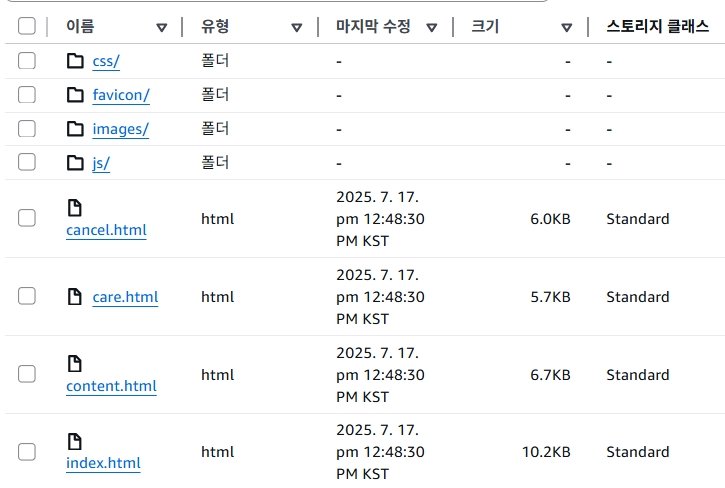 이름 유형 마지막 수정 크기 스토리지 클래스
css/ 폴더 - - -
favicon/ 폴더 - - -
images/ 폴더 - - -
js/ 폴더 - - -
cancel.html html 2025. 7. 17. pm 12:48:30 PM KST 6.0KB Standard
care.html html 2025. 7. 17. pm 12:48:30 PM KST 5.7KB Standard
content.html html 2025. 7. 17. pm 12:48:30 PM KST 6.7KB Standard
index.html html 2025. 7. 17. pm 12:48:30 PM KST 10.2KB Standard